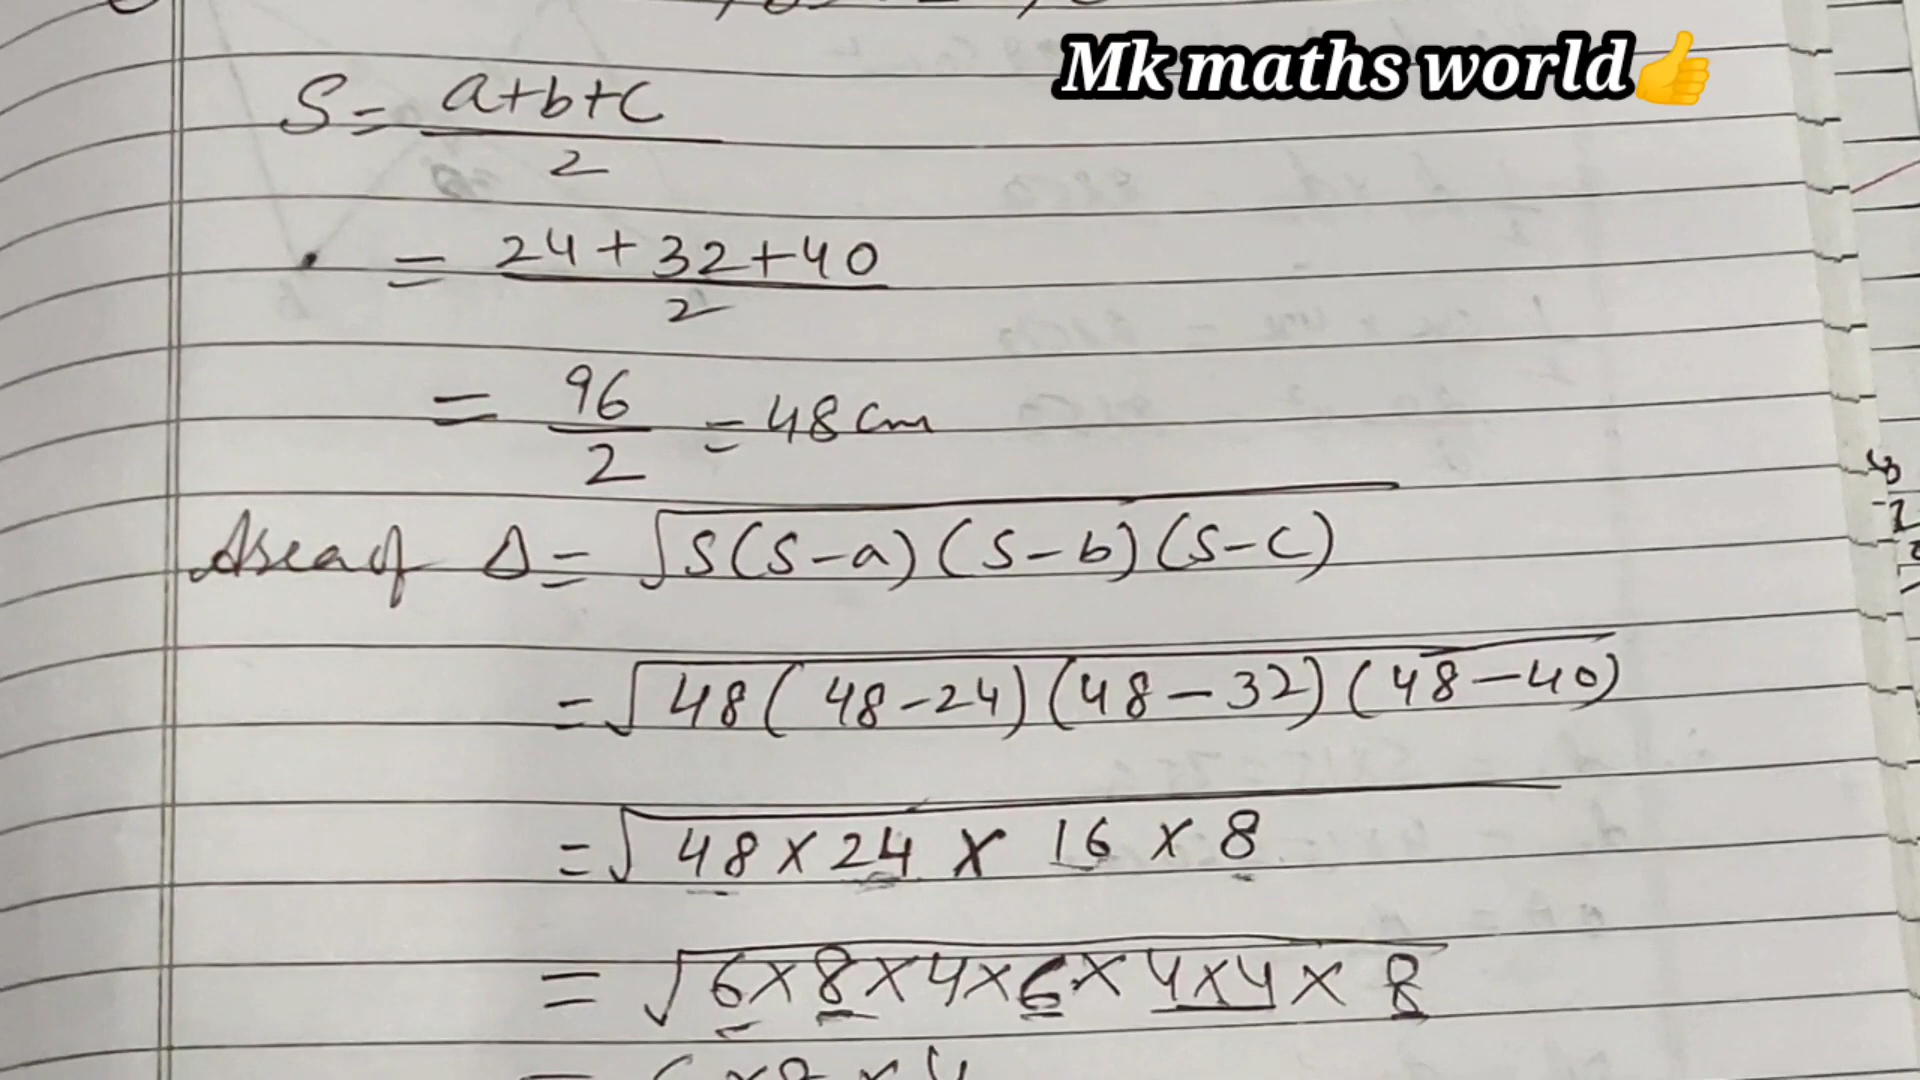 Mk maths world👍
S = a+b+c / 2
= 24+32+40 / 2
= 96 / 2 = 48 cm
Area of Δ = √S(S-a)(S-b)(S-c)
= √48(48-24)(48-32)(48-40)
= √48×24×16×8
= √6×8×4×6×4×4×8